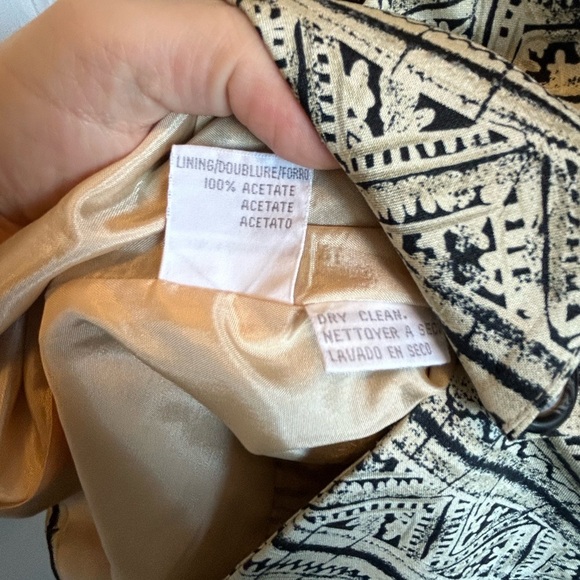 LINING/DOUBLURE/FORRO
100% ACETATE
ACETATE
ACETATO
DRY CLEAN.
NETTOYER A SEC
LAVADO EN SECO